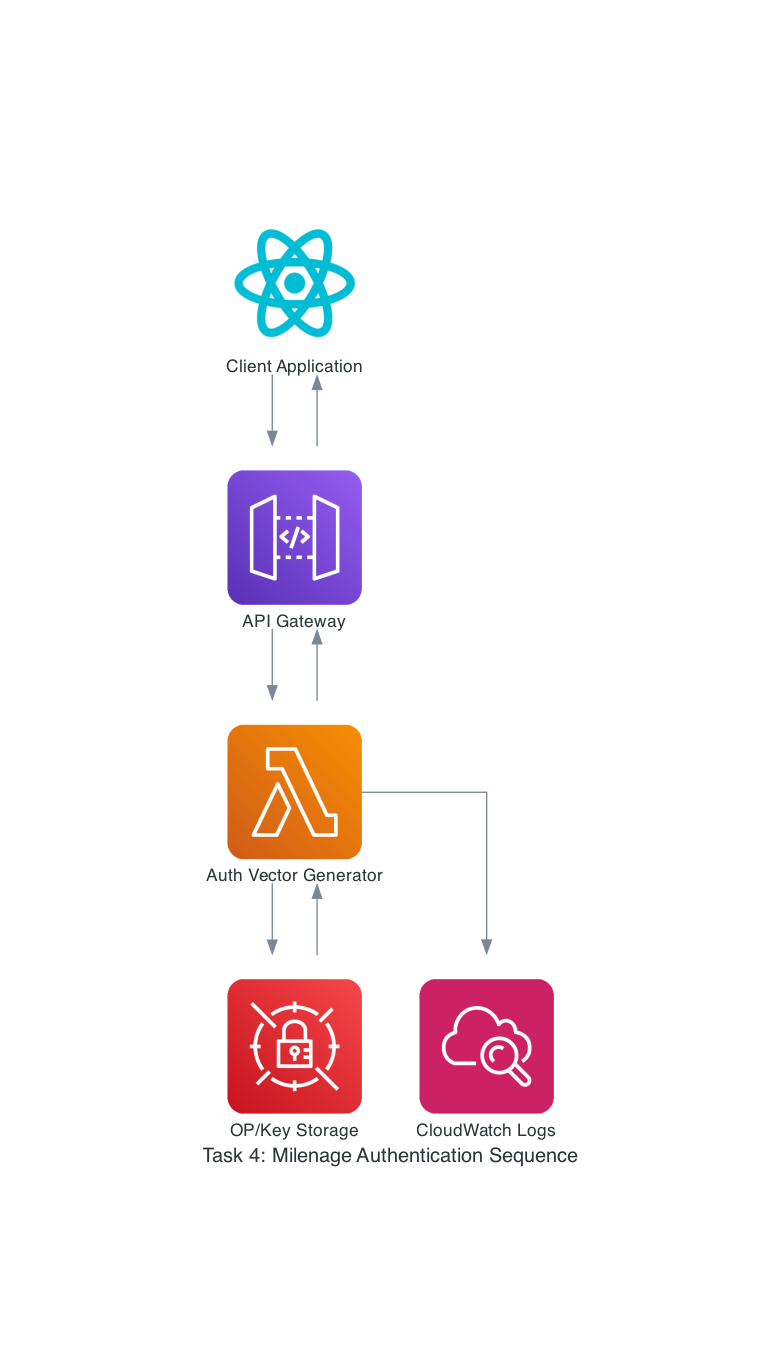 Client Application
</>
API Gateway
Auth Vector Generator
OP/Key Storage
CloudWatch Logs
Task 4: Milenage Authentication Sequence